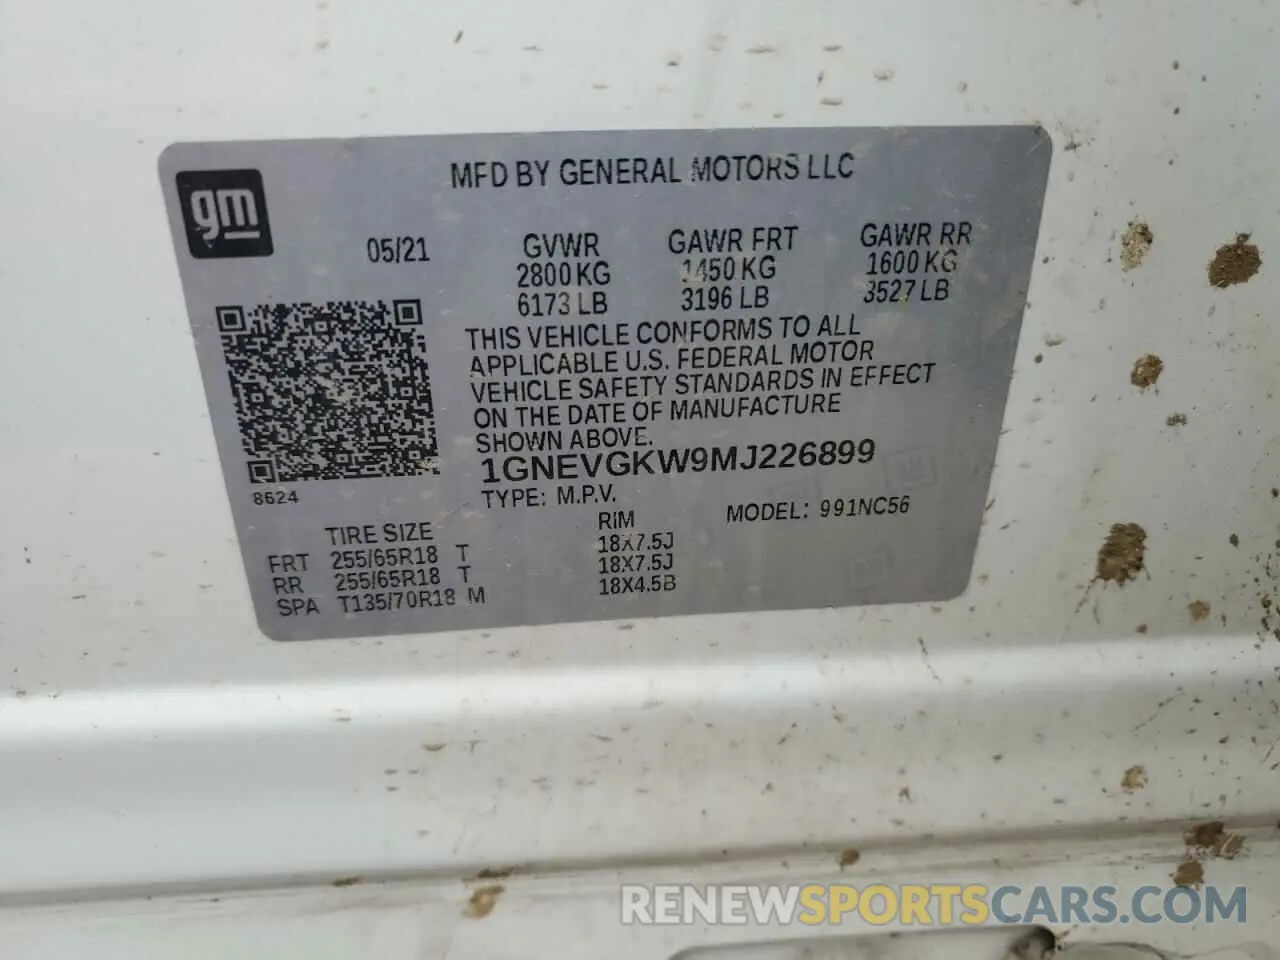 MFD BY GENERAL MOTORS LLC
gm
05/21
GVWR GAWR FRT GAWR RR
2800 KG 1450 KG 1600 KG
6173 LB 3196 LB 3527 LB
THIS VEHICLE CONFORMS TO ALL
APPLICABLE U.S. FEDERAL MOTOR
VEHICLE SAFETY STANDARDS IN EFFECT
ON THE DATE OF MANUFACTURE
SHOWN ABOVE.
1GNEVGKW9MJ226899
8624
TYPE: M.P.V. MODEL: 991NC56
TIRE SIZE RIM
FRT 255/65R18 T 18X7.5J
RR 255/65R18 T 18X7.5J
SPA T135/70R18 M 18X4.5B
RENEWSPORTSCARS.COM